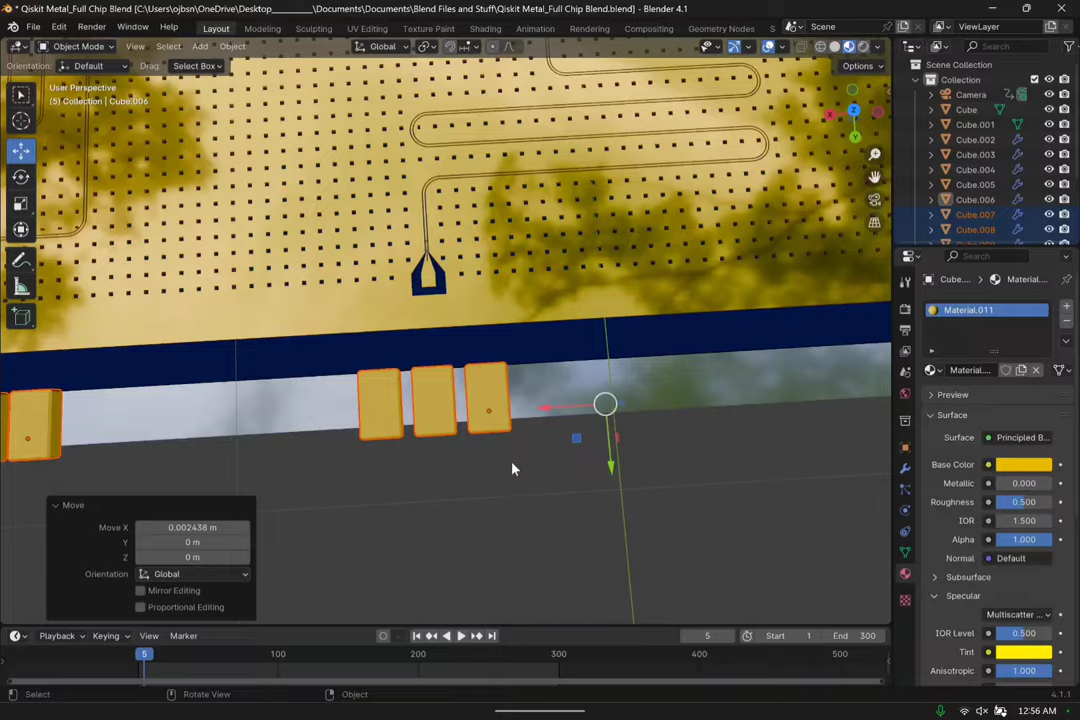 * Qiskit Metal_Full Chip Blend [C:\Users\ojbsn\OneDrive\Desktop_________\Documents\Documents\Blend Files and Stuff\Qiskit Metal_Full Chip Blend.blend] - Blender 4.1
File Edit Render Window Help Layout Modeling Sculpting UV Editing Texture Paint Shading Animation Rendering Compositing Geometry Nodes S Scene ViewLayer
Object Mode View Select Add Object Global Search
Orientation: Default Drag: Select Box Options
User Perspective
(5) Collection | Cube.006
X
Z
Y
Scene Collection
Collection
Camera
Cube
Cube.001
Cube.002
Cube.003
Cube.004
Cube.005
Cube.006
Cube.007
Cube.008
Search
Cube.... Material....
Material.011
Material....
Preview
Surface
Surface Principled B...
Base Color
Metallic 0.000
Roughness 0.500
IOR 1.500
Alpha 1.000
Normal Default
Subsurface
Specular
Multiscatter ...
IOR Level 0.500
Tint
Anisotropic 1.000
Move
Move X 0.002438 m
Y 0 m
Z 0 m
Orientation Global
Mirror Editing
Proportional Editing
Playback Keying View Marker 5 Start 1 End 300
5 100 200 300 400 500
Select Rotate View Object 4.1.1
12:56 AM